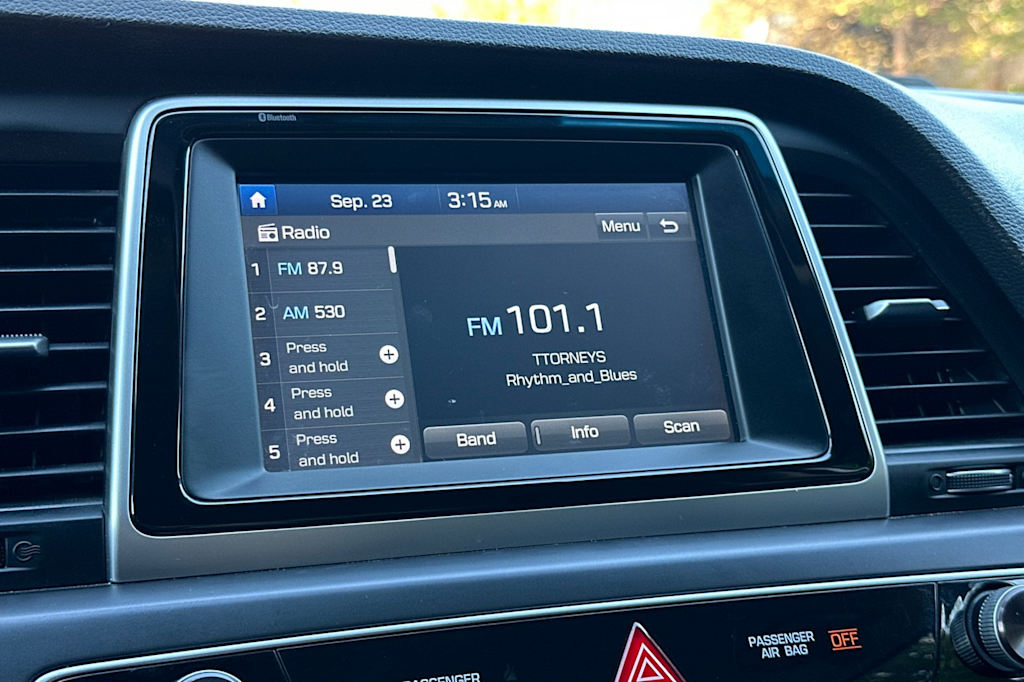 Bluetooth
Sep. 23 3:15 AM
Radio Menu
1 FM 87.9
2 AM 530
3 Press
and hold
4 Press
and hold
5 Press
and hold
FM 101.1
TTORNEYS
Rhythm_and_Blues
Band Info Scan
PASSENGER
AIR BAG OFF
PASSENGER